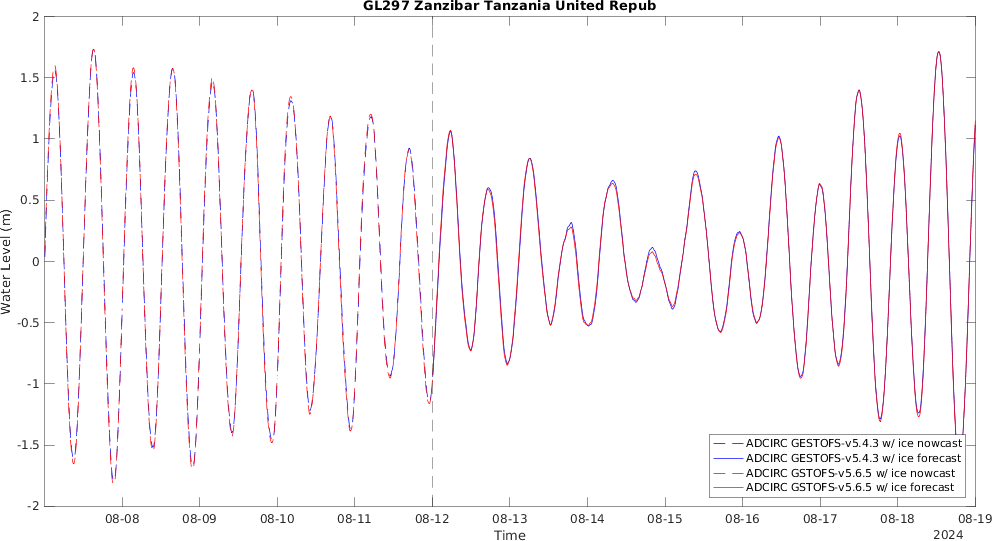 GL297 Zanzibar Tanzania United Repub
2
1.5
1
0.5
0
-0.5
-1
-1.5
-2
Water Level (m)
ADCIRC GESTOFS-v5.4.3 w/ ice nowcast
ADCIRC GESTOFS-v5.4.3 w/ ice forecast
ADCIRC GSTOFS-v5.6.5 w/ ice nowcast
ADCIRC GSTOFS-v5.6.5 w/ ice forecast
08-08 08-09 08-10 08-11 08-12 08-13 08-14 08-15 08-16 08-17 08-18 08-19
Time
2024